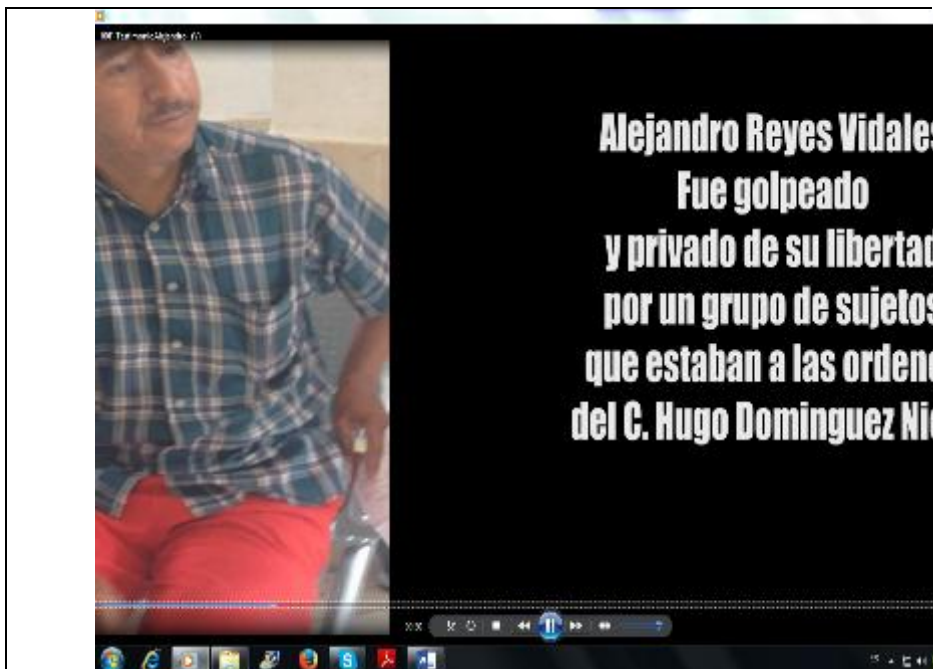 Alejandro Reyes Vidales
Fue golpeado
y privado de su libertad
por un grupo de sujetos
que estaban a las ordene
del C. Hugo Dominguez Ni